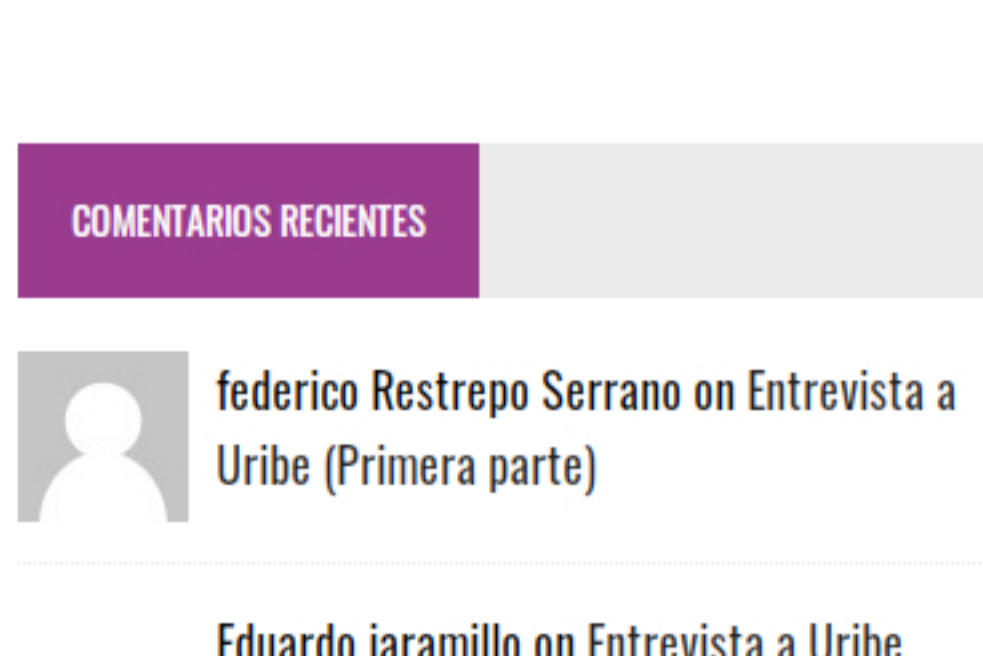 COMENTARIOS RECIENTES
federico Restrepo Serrano on Entrevista a
Uribe (Primera parte)
Eduardo jaramillo on Entrevista a Uribe